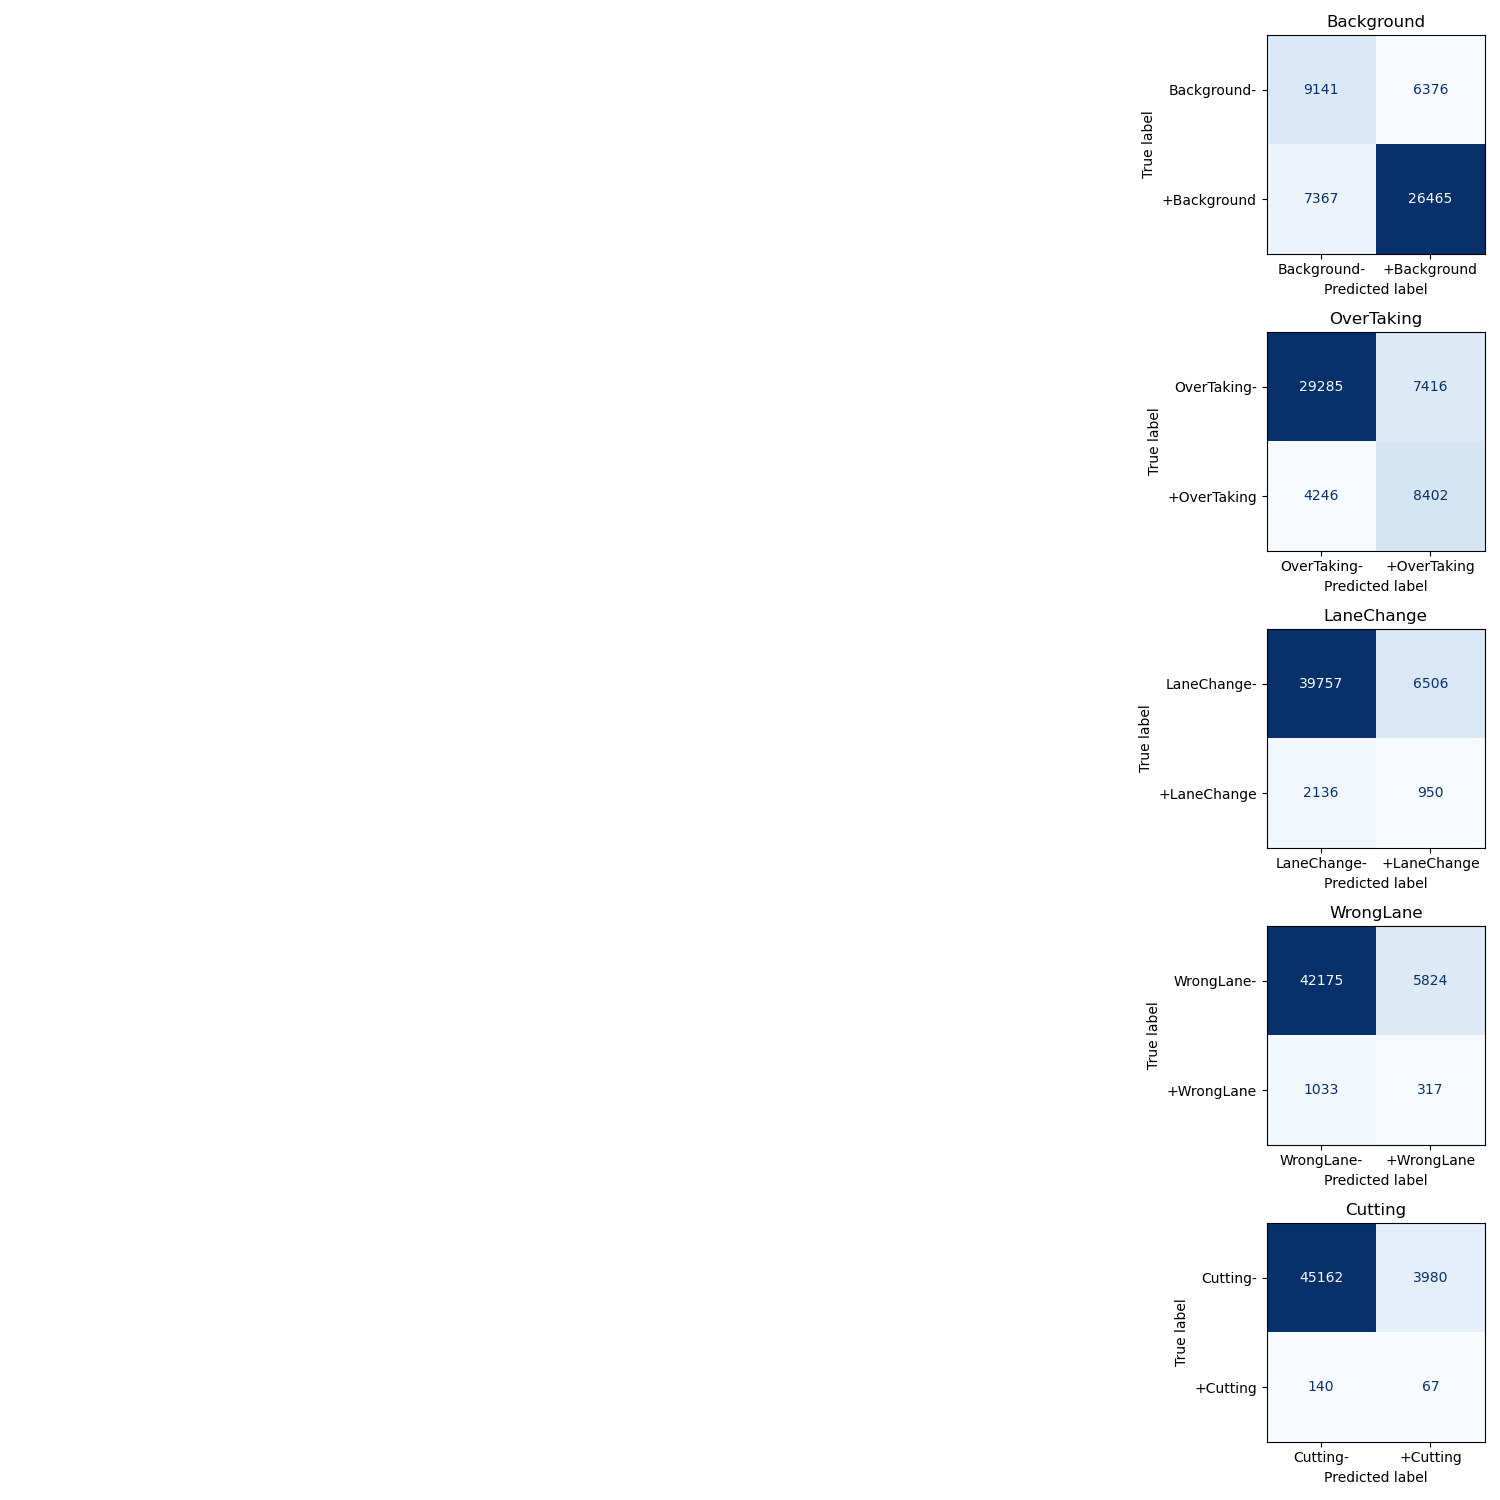 Background
Background- 9141 6376
True label
+Background 7367 26465
Background- +Background
Predicted label
OverTaking
OverTaking- 29285 7416
True label
+OverTaking 4246 8402
OverTaking- +OverTaking
Predicted label
LaneChange
LaneChange- 39757 6506
True label
+LaneChange 2136 950
LaneChange- +LaneChange
Predicted label
WrongLane
WrongLane- 42175 5824
True label
+WrongLane 1033 317
WrongLane- +WrongLane
Predicted label
Cutting
Cutting- 45162 3980
True label
+Cutting 140 67
Cutting- +Cutting
Predicted label